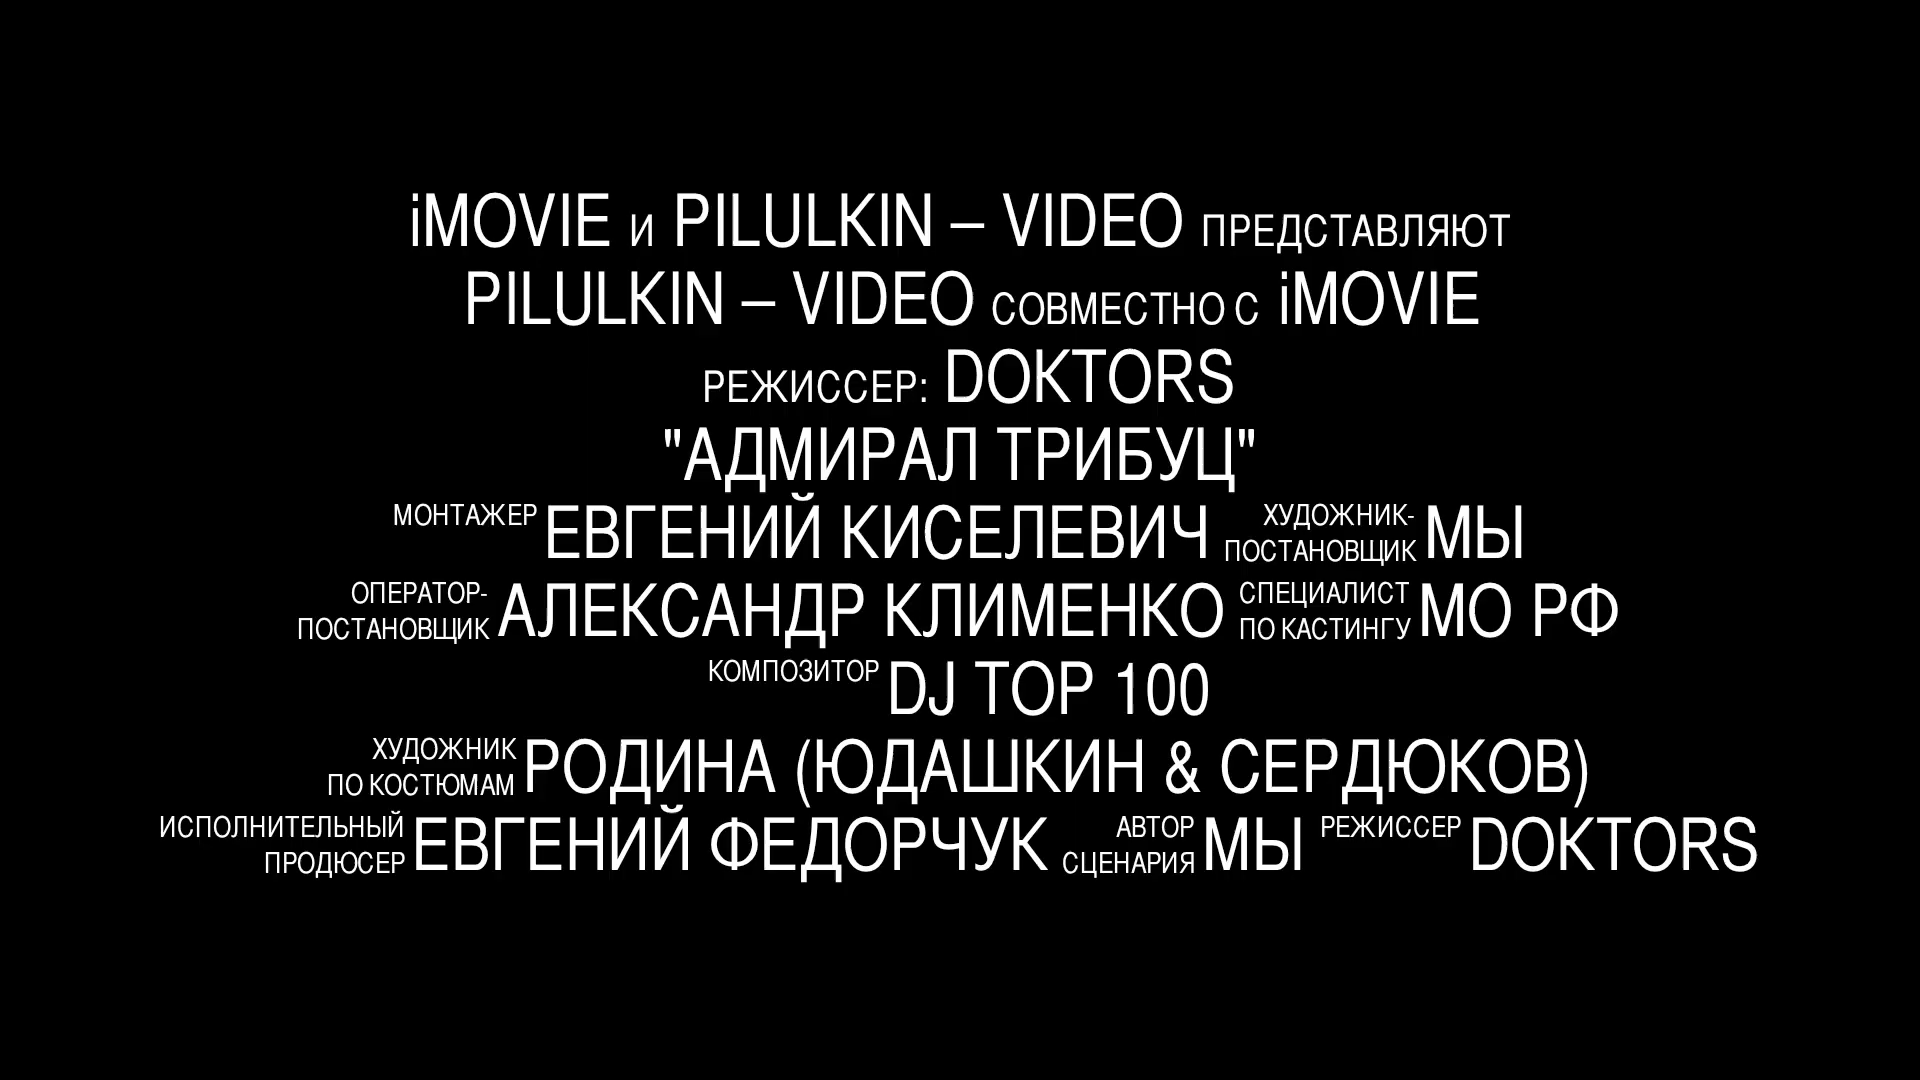 iMOVIE И PILULKIN – VIDEO ПРЕДСТАВЛЯЮТ
PILULKIN – VIDEO СОВМЕСТНО С iMOVIE
РЕЖИССЕР: DOKTORS
"АДМИРАЛ ТРИБУЦ"
МОНТАЖЕР ЕВГЕНИЙ КИСЕЛЕВИЧ ХУДОЖНИК-ПОСТАНОВЩИК МЫ
ОПЕРАТОР-ПОСТАНОВЩИК АЛЕКСАНДР КЛИМЕНКО СПЕЦИАЛИСТ ПО КАСТИНГУ МО РФ
КОМПОЗИТОР DJ TOP 100
ХУДОЖНИК ПО КОСТЮМАМ РОДИНА (ЮДАШКИН & СЕРДЮКОВ)
ИСПОЛНИТЕЛЬНЫЙ ПРОДЮСЕР ЕВГЕНИЙ ФЕДОРЧУК АВТОР СЦЕНАРИЯ МЫ РЕЖИССЕР DOKTORS